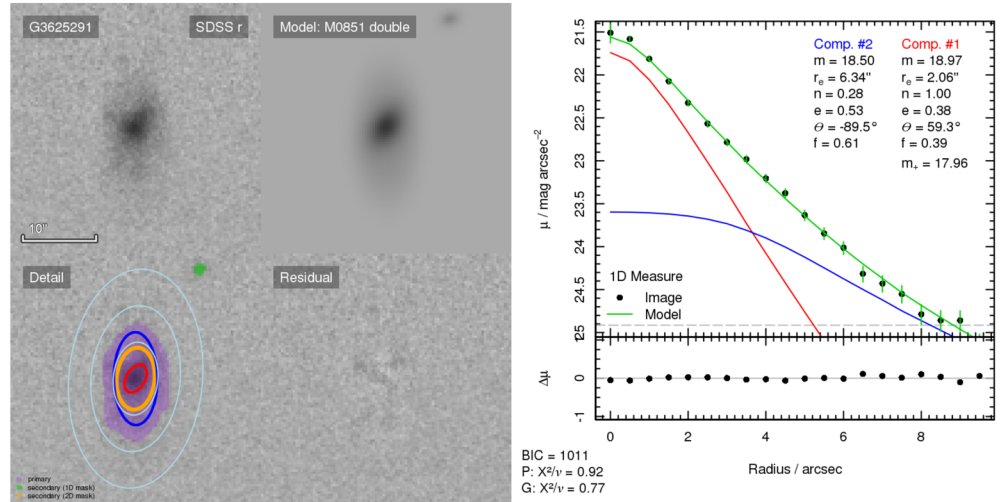 G3625291
SDSS r
Model: M0851 double
10"
Detail
Residual
primary
secondary (1D mask)
secondary (2D mask)
μ / mag arcsec⁻²
21.5
22
22.5
23
23.5
24
24.5
25
Comp. #2
m = 18.50
rₑ = 6.34"
n = 0.28
e = 0.53
Θ = -89.5°
f = 0.61
Comp. #1
m = 18.97
rₑ = 2.06"
n = 1.00
e = 0.38
Θ = 59.3°
f = 0.39
m₊ = 17.96
1D Measure
Image
Model
Δμ
0
-1
0
2
4
6
8
Radius / arcsec
BIC = 1011
P: X²/ν = 0.92
G: X²/ν = 0.77